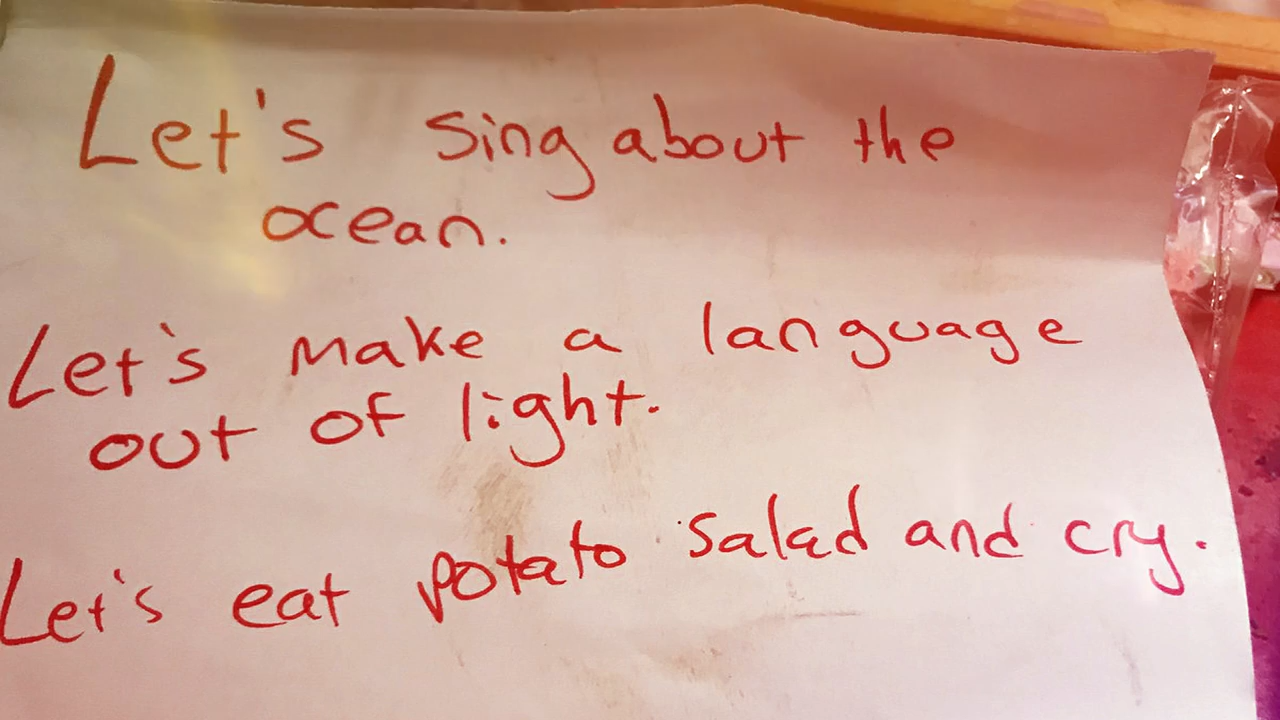 Let's sing about the
ocean.
Let's make a language
out of light.
Let's eat potato salad and cry.